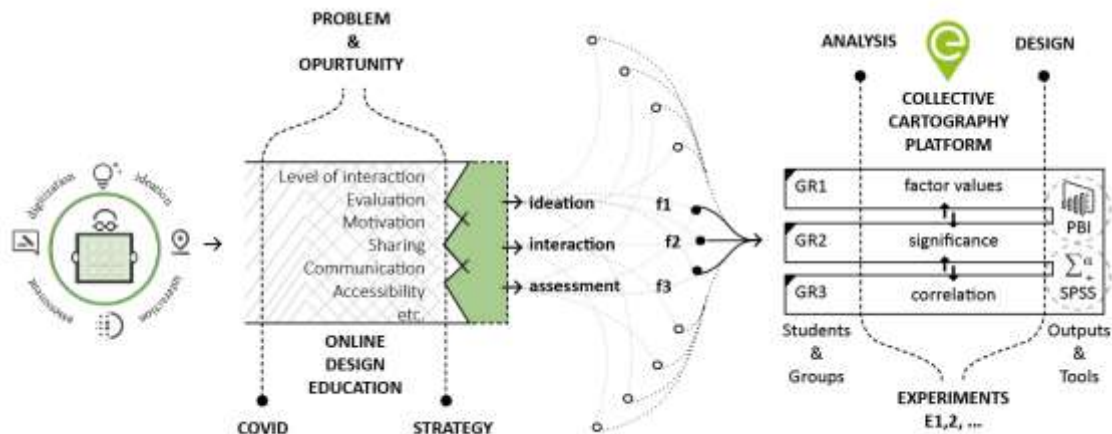 digitization
ideation
assessment
interaction
PROBLEM
&
OPURTUNITY
Level of interaction
Evaluation
Motivation
Sharing
Communication
Accessibility
etc.
ONLINE
DESIGN
EDUCATION
COVID
STRATEGY
ideation
interaction
assessment
f1
f2
f3
ANALYSIS
e
DESIGN
COLLECTIVE
CARTOGRAPHY
PLATFORM
GR1
factor values
GR2
significance
GR3
correlation
PBI
SPSS
Students
&
Groups
Outputs
&
Tools
EXPERIMENTS
E1,2, ...